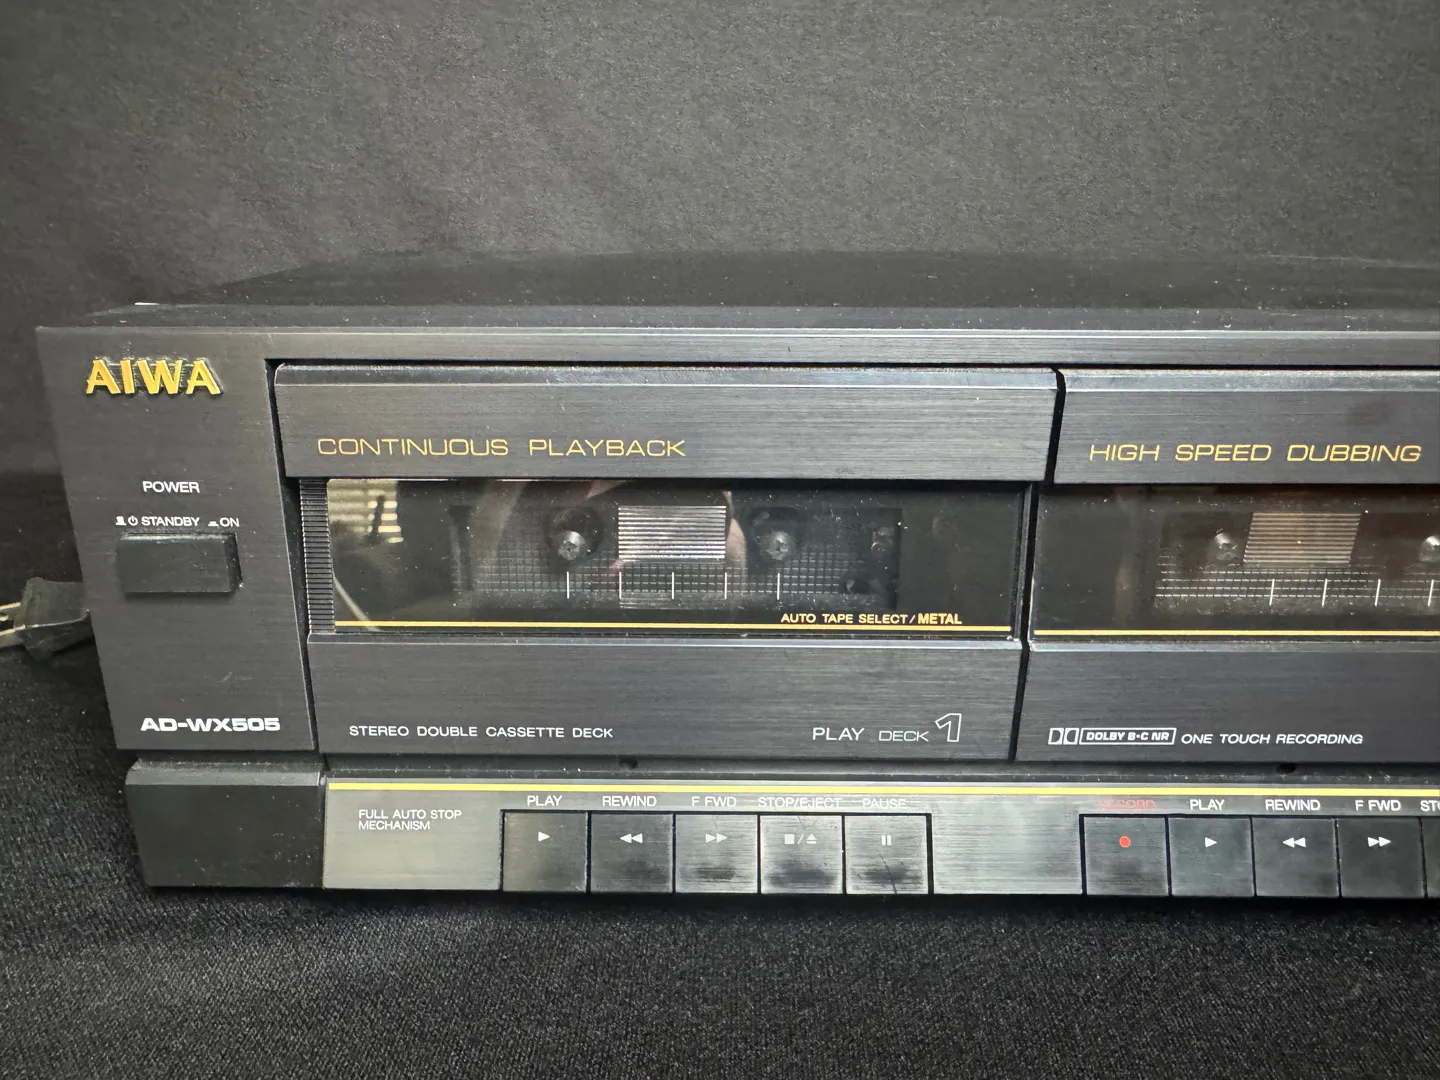 AIWA
CONTINUOUS PLAYBACK
HIGH SPEED DUBBING
POWER
STANDBY ON
AUTO TAPE SELECT/METAL
AD-WX505
STEREO DOUBLE CASSETTE DECK
PLAY DECK 1
DOLBY B·C NR ONE TOUCH RECORDING
FULL AUTO STOP
MECHANISM
PLAY REWIND F FWD STOP/EJECT PAUSE
RECORD PLAY REWIND F FWD